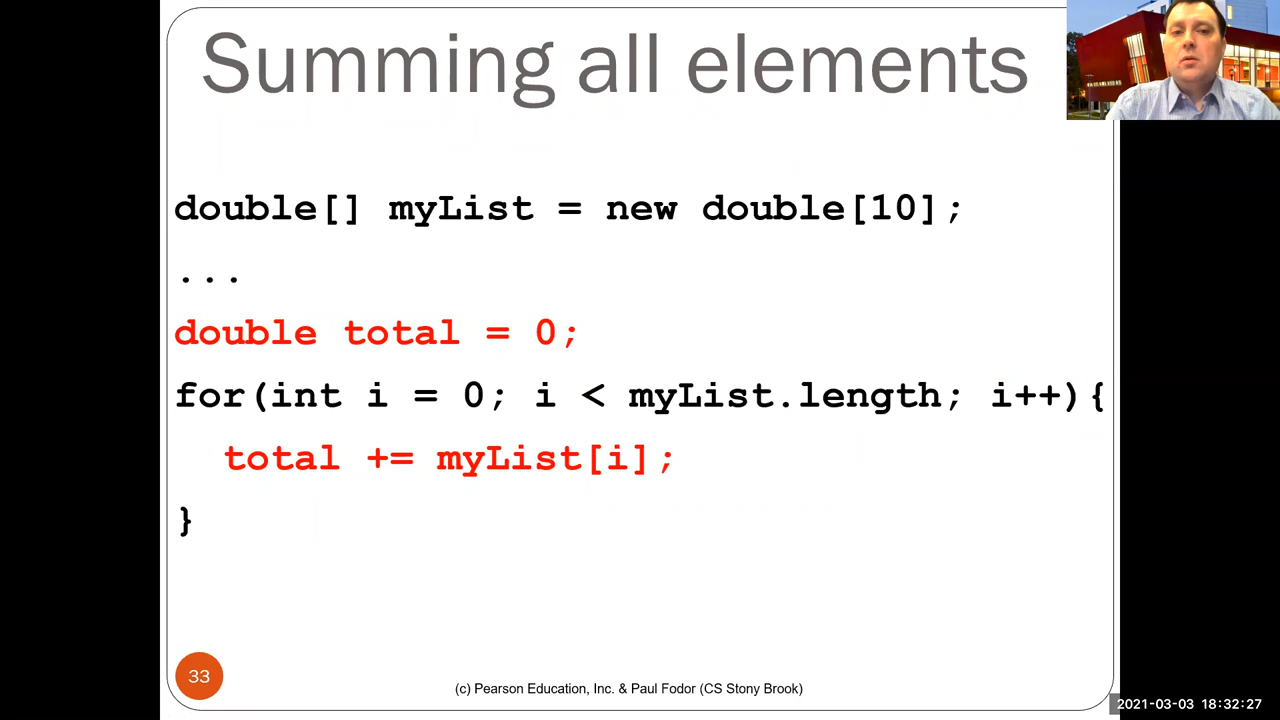 Summing all elements
double[] myList = new double[10];
...
double total = 0;
for(int i = 0; i < myList.length; i++){
total += myList[i];
}
33
(c) Pearson Education, Inc. & Paul Fodor (CS Stony Brook)
2021-03-03 18:32:27